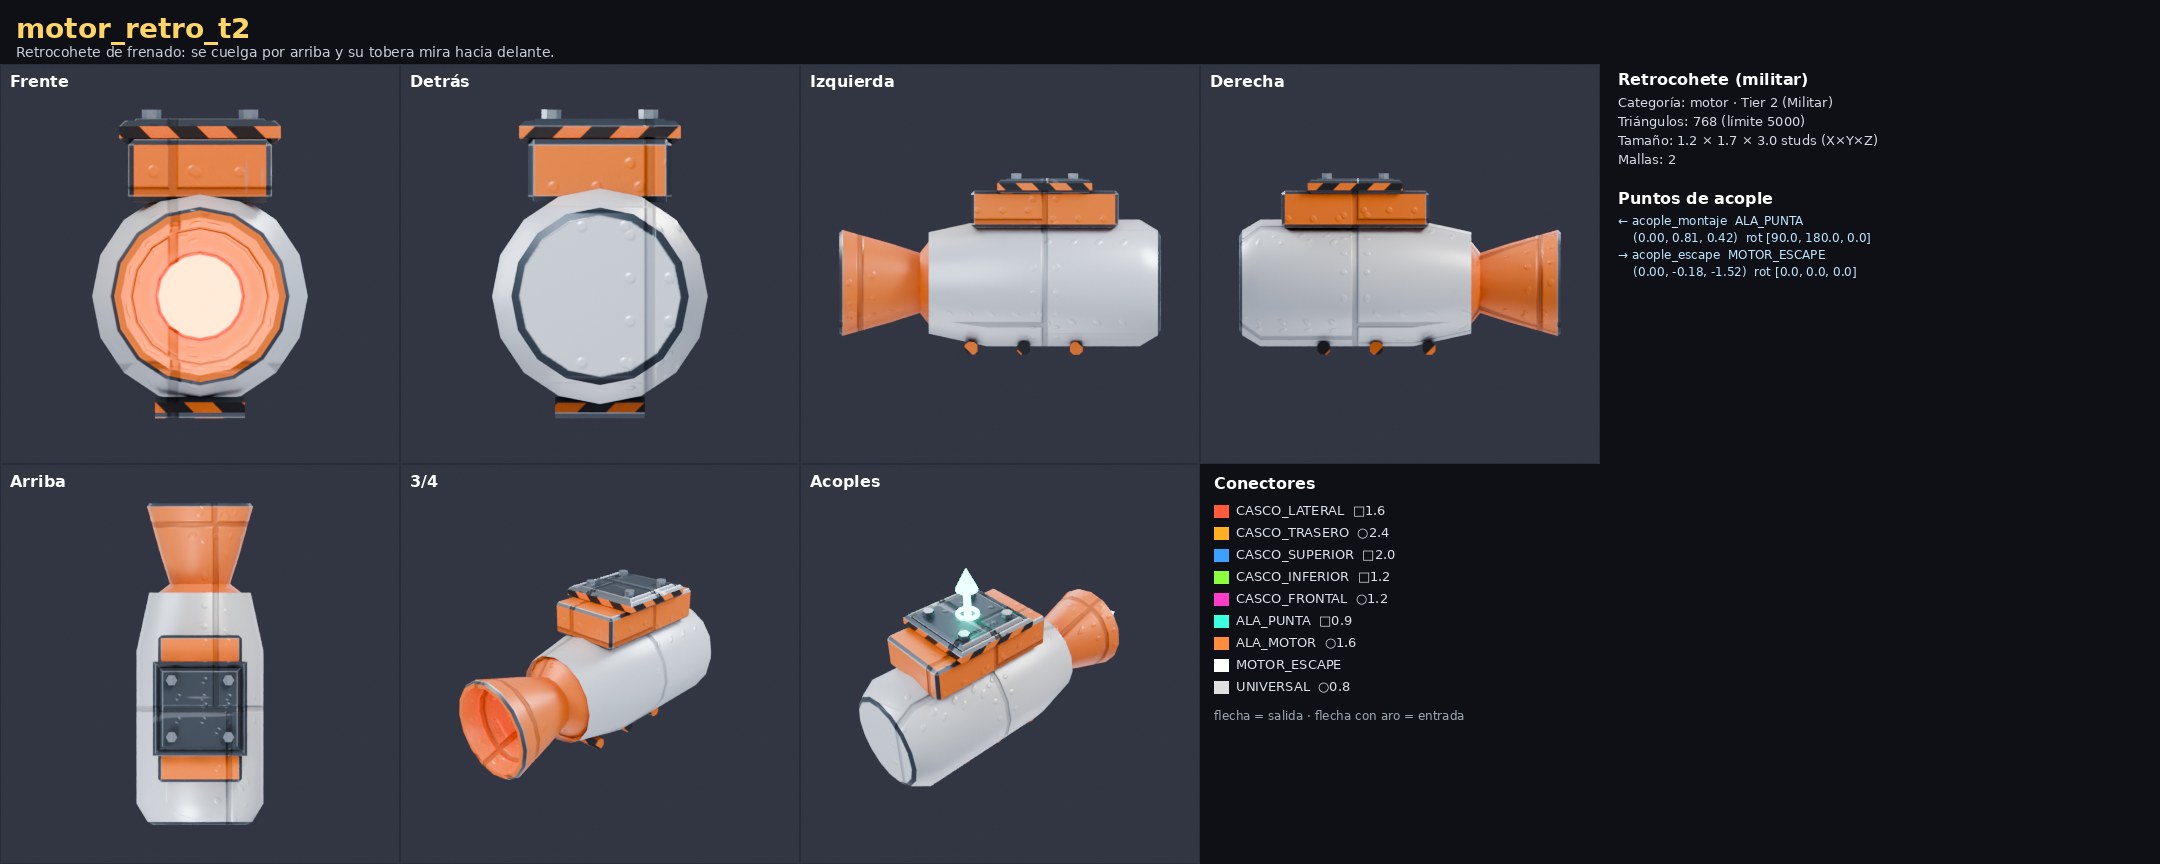 motor_retro_t2
Retrocohete de frenado: se cuelga por arriba y su tobera mira hacia delante.
Frente
Detrás
Izquierda
Derecha
Retrocohete (militar)
Categoría: motor · Tier 2 (Militar)
Triángulos: 768 (límite 5000)
Tamaño: 1.2 × 1.7 × 3.0 studs (X×Y×Z)
Mallas: 2
Puntos de acople
← acople_montaje ALA_PUNTA
(0.00, 0.81, 0.42) rot [90.0, 180.0, 0.0]
→ acople_escape MOTOR_ESCAPE
(0.00, -0.18, -1.52) rot [0.0, 0.0, 0.0]
Arriba
3/4
Acoples
Conectores
CASCO_LATERAL □1.6
CASCO_TRASERO ○2.4
CASCO_SUPERIOR □2.0
CASCO_INFERIOR □1.2
CASCO_FRONTAL ○1.2
ALA_PUNTA □0.9
ALA_MOTOR ○1.6
MOTOR_ESCAPE
UNIVERSAL ○0.8
flecha = salida · flecha con aro = entrada